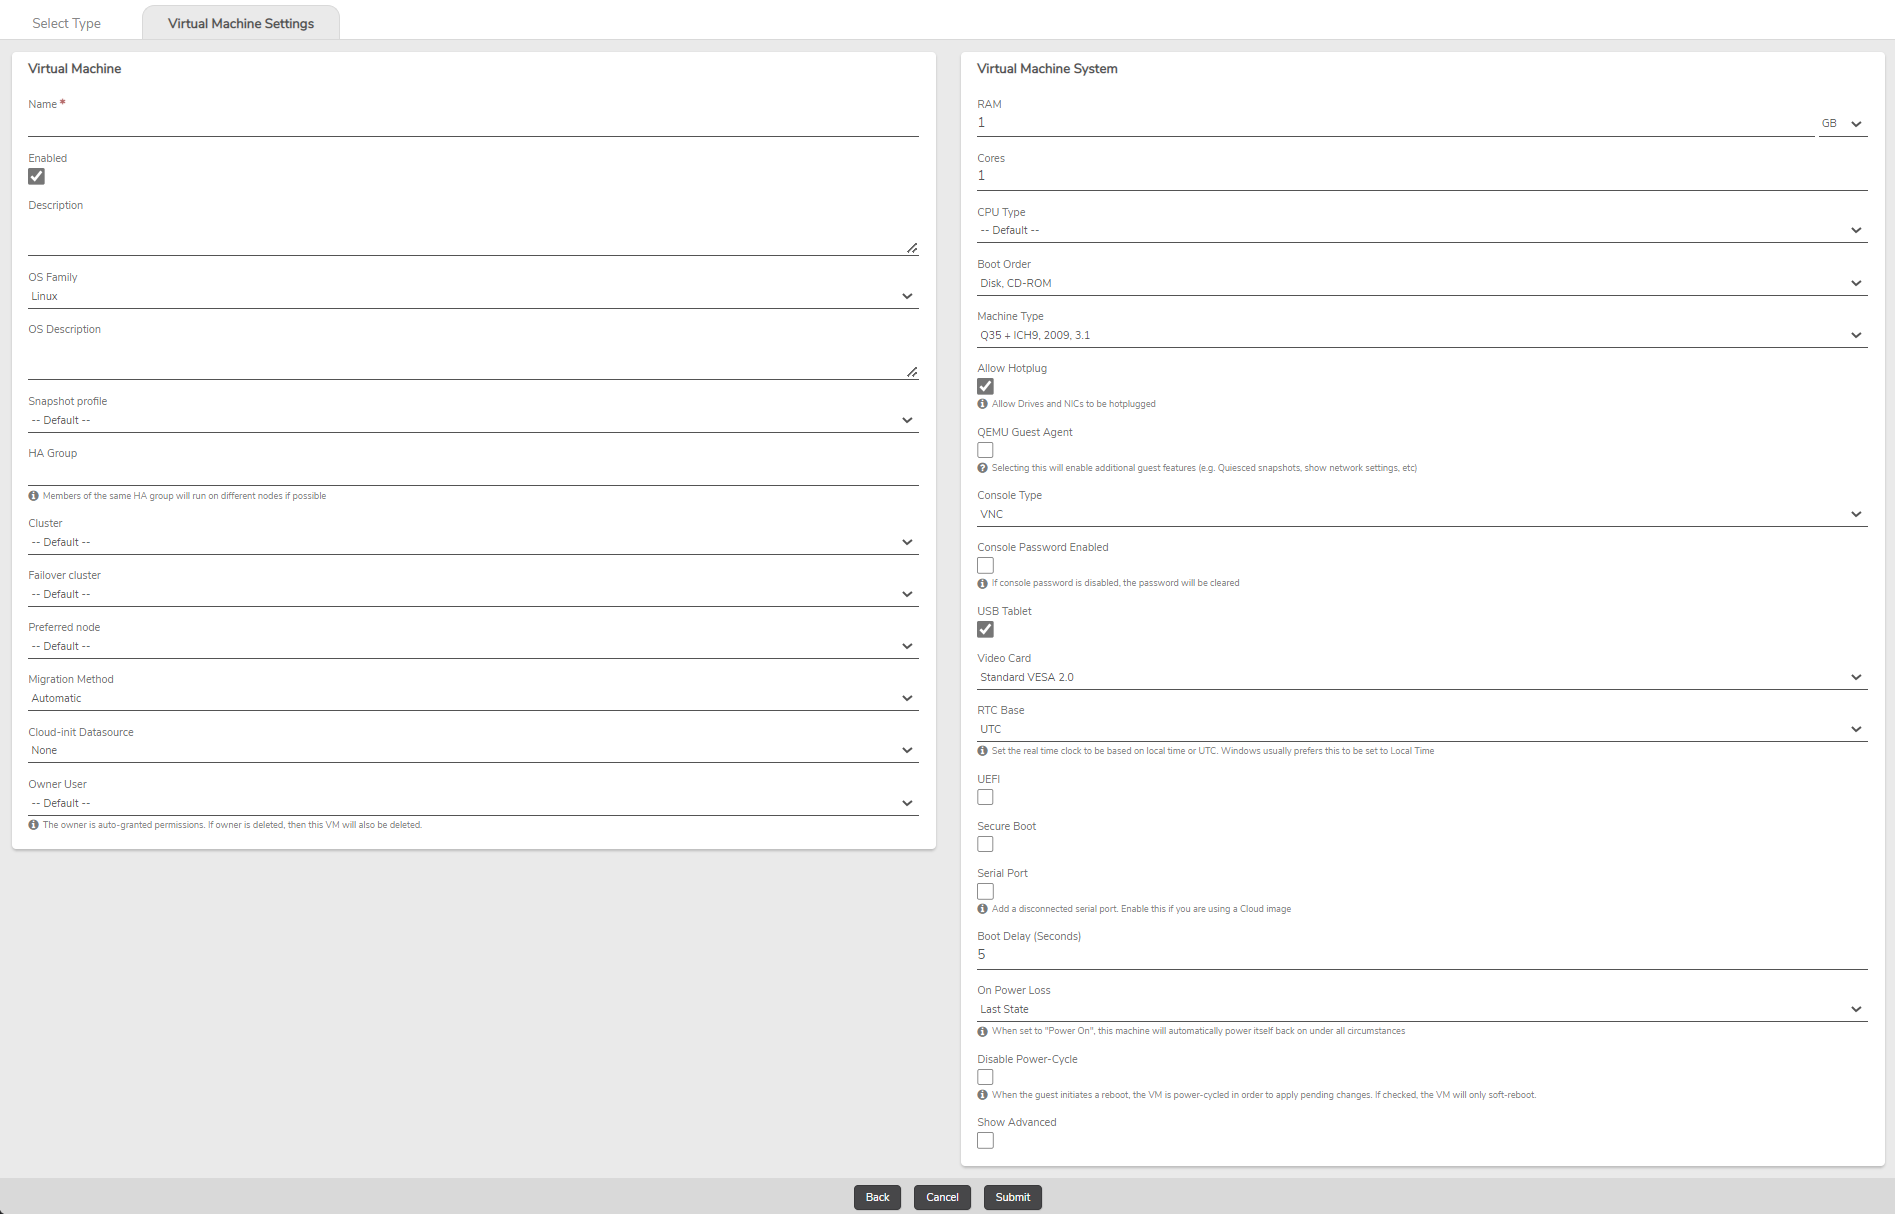 Select Type
Virtual Machine Settings
Virtual Machine
Name *
Enabled
Description
OS Family
Linux
OS Description
Snapshot profile
-- Default --
HA Group
Members of the same HA group will run on different nodes if possible
Cluster
-- Default --
Failover cluster
-- Default --
Preferred node
-- Default --
Migration Method
Automatic
Cloud-init Datasource
None
Owner User
-- Default --
The owner is auto-granted permissions. If owner is deleted, then this VM will also be deleted.
Virtual Machine System
RAM
1 GB
Cores
1
CPU Type
-- Default --
Boot Order
Disk, CD-ROM
Machine Type
Q35 + ICH9, 2009, 3.1
Allow Hotplug
Allow Drives and NICs to be hotplugged
QEMU Guest Agent
Selecting this will enable additional guest features (e.g. Quiesced snapshots, show network settings, etc)
Console Type
VNC
Console Password Enabled
If console password is disabled, the password will be cleared
USB Tablet
Video Card
Standard VESA 2.0
RTC Base
UTC
Set the real time clock to be based on local time or UTC. Windows usually prefers this to be set to Local Time
UEFI
Secure Boot
Serial Port
Add a disconnected serial port. Enable this if you are using a Cloud image
Boot Delay (Seconds)
5
On Power Loss
Last State
When set to "Power On", this machine will automatically power itself back on under all circumstances
Disable Power-Cycle
When the guest initiates a reboot, the VM is power-cycled in order to apply pending changes. If checked, the VM will only soft-reboot.
Show Advanced
Back
Cancel
Submit